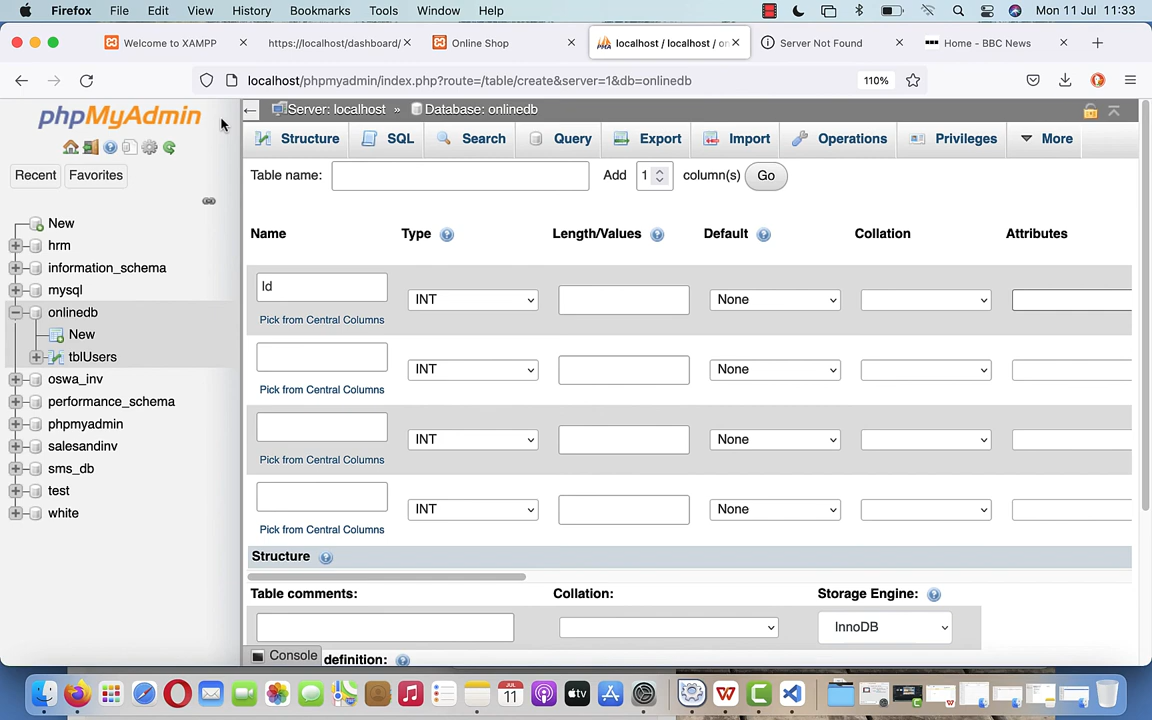 Firefox File Edit View History Bookmarks Tools Window Help Mon 11 Jul 11:33
Welcome to XAMPP https://localhost/dashboard/ Online Shop localhost / localhost / on Server Not Found Home - BBC News
localhost/phpmyadmin/index.php?route=/table/create&server=1&db=onlinedb 110%
phpMyAdmin
Recent Favorites
New
hrm
information_schema
mysql
onlinedb
New
tblUsers
oswa_inv
performance_schema
phpmyadmin
salesandinv
sms_db
test
white
Server: localhost » Database: onlinedb
Structure SQL Search Query Export Import Operations Privileges More
Table name: Add 1 column(s) Go
Name Type Length/Values Default Collation Attributes
Id INT None
Pick from Central Columns
INT None
Pick from Central Columns
INT None
Pick from Central Columns
INT None
Pick from Central Columns
Structure
Table comments: Collation: Storage Engine:
InnoDB
Console definition:
JUL
11
tv